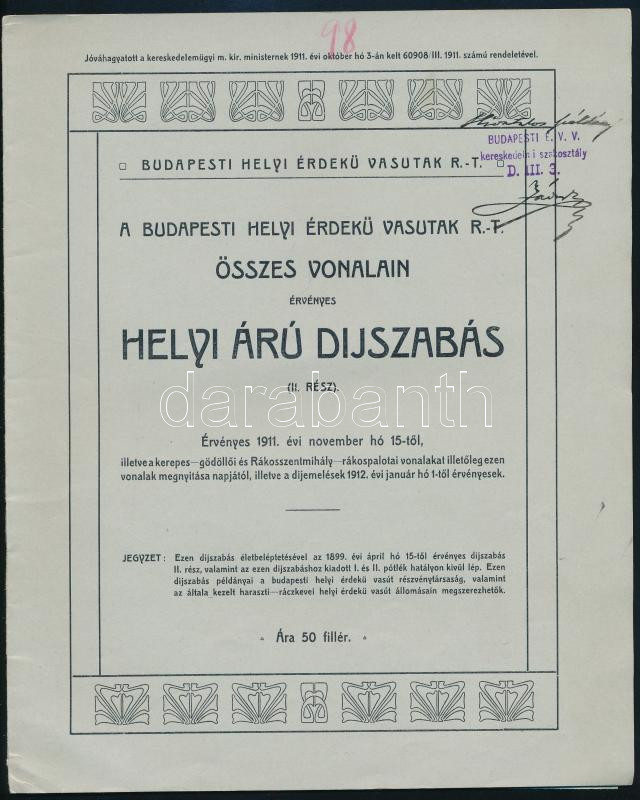 98
Jóváhagyatott a kereskedelemügyi m. kir. ministernek 1911. évi október hó 3-án kelt 60908/III. 1911. számú rendeletével.
BUDAPESTI HELYI ÉRDEKŰ VASUTAK R.-T.
BUDAPESTI E. V. V.
kereskedelmi szakosztály
D. III. 3.
A BUDAPESTI HELYI ÉRDEKŰ VASUTAK R.-T.
ÖSSZES VONALAIN
ÉRVÉNYES
HELYI ÁRÚ DIJSZABÁS
(II. RÉSZ).
darabanth
Érvényes 1911. évi november hó 15-től,
illetve a kerepes—gödöllői és Rákosszentmihály—rákospalotai vonalakat illetőleg ezen
vonalak megnyitása napjától, illetve a dijemelések 1912. évi január hó 1-től érvényesek.
JEGYZET: Ezen dijszabás életbeléptetésével az 1899. évi ápril hó 15-től érvényes dijszabás
II. rész, valamint az ezen dijszabáshoz kiadott I. és II. pótlék hatályon kivül lép. Ezen
dijszabás példányai a budapesti helyi érdekű vasút részvénytársaság, valamint
az általa kezelt haraszti—ráczkevei helyi érdekű vasút állomásain megszerezhetők.
Ára 50 fillér.